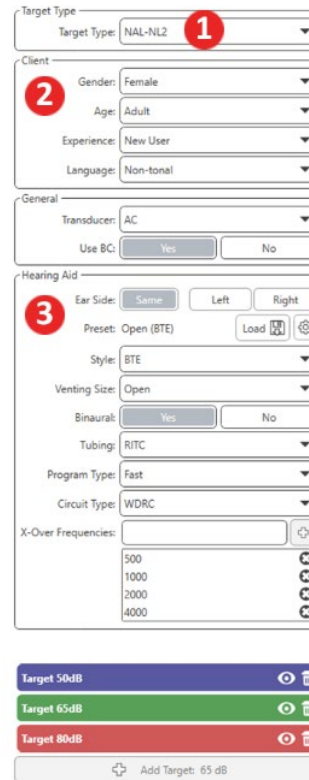 Target Type
Target Type: NAL-NL2 1
Client
2
Gender: Female
Age: Adult
Experience: New User
Language: Non-tonal
General
Transducer: AC
Use BC: Yes No
Hearing Aid
3
Ear Side: Same Left Right
Preset: Open (BTE) Load
Style: BTE
Venting Size: Open
Binaural: Yes No
Tubing: RITC
Program Type: Fast
Circuit Type: WDRC
X-Over Frequencies:
500
1000
2000
4000
Target 50dB
Target 65dB
Target 80dB
Add Target: 65 dB